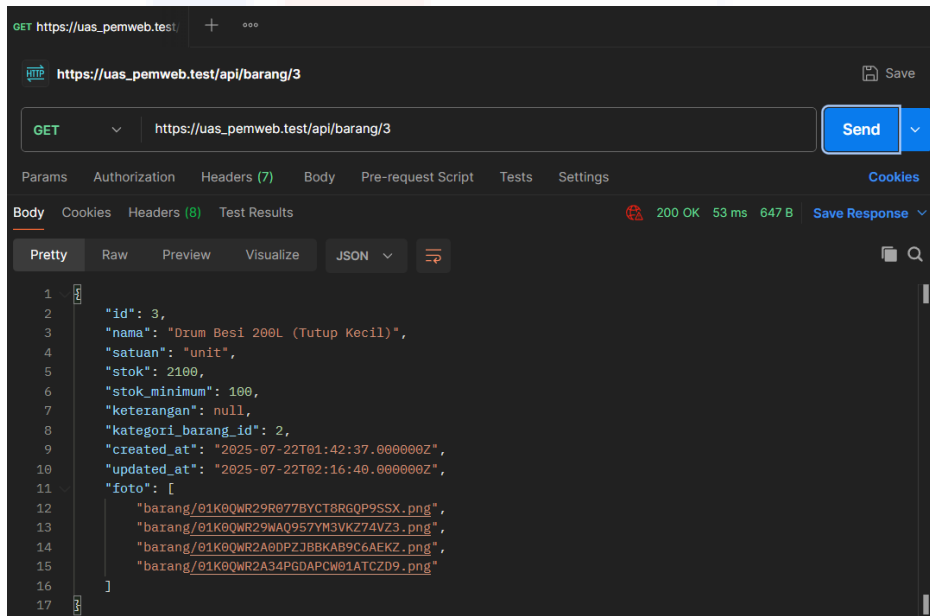 GET https://uas_pemweb.test/
HTTP https://uas_pemweb.test/api/barang/3 Save
GET https://uas_pemweb.test/api/barang/3 Send
Params Authorization Headers (7) Body Pre-request Script Tests Settings Cookies
Body Cookies Headers (8) Test Results 200 OK 53 ms 647 B Save Response
Pretty Raw Preview Visualize JSON
1 {
2 "id": 3,
3 "nama": "Drum Besi 200L (Tutup Kecil)",
4 "satuan": "unit",
5 "stok": 2100,
6 "stok_minimum": 100,
7 "keterangan": null,
8 "kategori_barang_id": 2,
9 "created_at": "2025-07-22T01:42:37.000000Z",
10 "updated_at": "2025-07-22T02:16:40.000000Z",
11 "foto": [
12 "barang/01K0QWR29R077BYCT8RGQP9SSX.png",
13 "barang/01K0QWR29WAQ957YM3VKZ74VZ3.png",
14 "barang/01K0QWR2A0DPZJBBKAB9C6AEKZ.png",
15 "barang/01K0QWR2A34PGDAPCW01ATCZD9.png"
16 ]
17 }